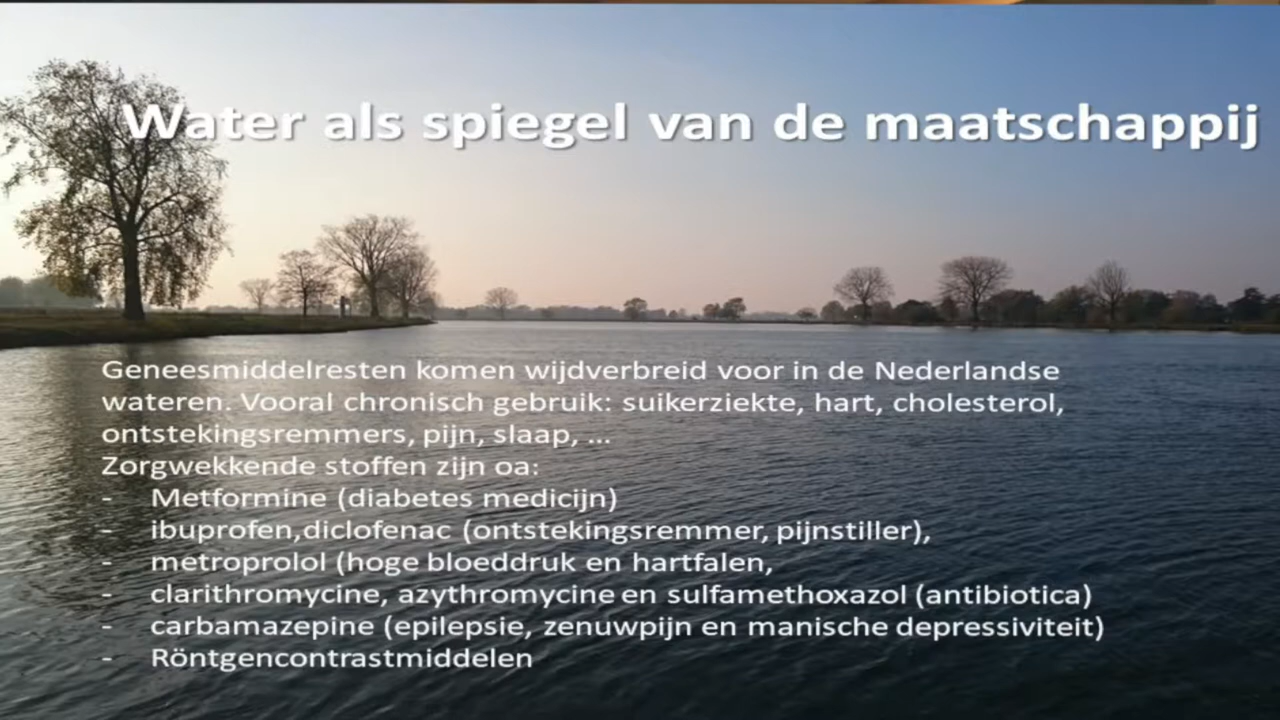 Water als spiegel van de maatschappij
Geneesmiddelresten komen wijdverbreid voor in de Nederlandse
wateren. Vooral chronisch gebruik: suikerziekte, hart, cholesterol,
ontstekingsremmers, pijn, slaap, ...
Zorgwekkende stoffen zijn oa:
- Metformine (diabetes medicijn)
- ibuprofen,diclofenac (ontstekingsremmer, pijnstiller),
- metroprolol (hoge bloeddruk en hartfalen,
- clarithromycine, azythromycine en sulfamethoxazol (antibiotica)
- carbamazepine (epilepsie, zenuwpijn en manische depressiviteit)
- Röntgencontrastmiddelen